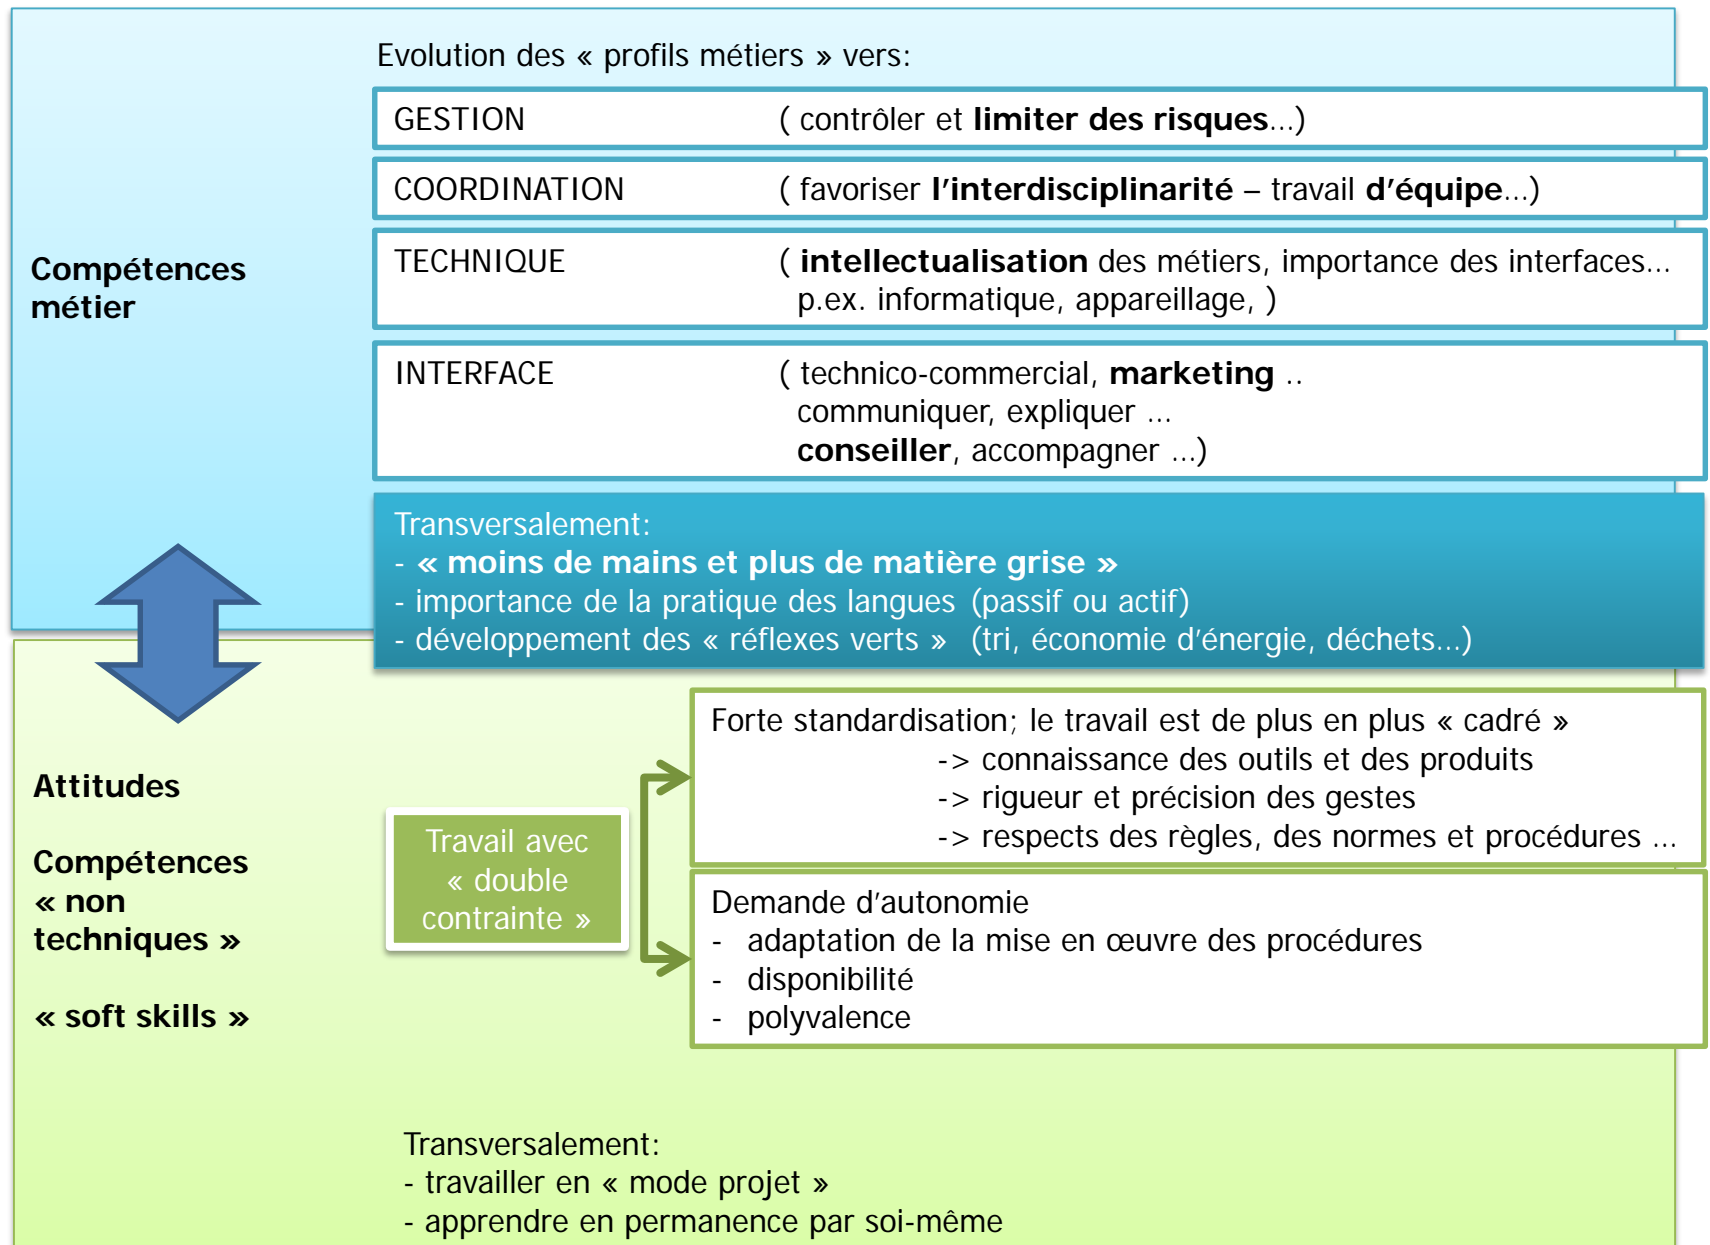 Evolution des « profils métiers » vers:
GESTION ( contrôler et limiter des risques...)
COORDINATION ( favoriser l'interdisciplinarité – travail d'équipe...)
TECHNIQUE ( intellectualisation des métiers, importance des interfaces...
p.ex. informatique, appareillage, )
INTERFACE ( technico-commercial, marketing ..
communiquer, expliquer ...
conseiller, accompagner ...)
Compétences
métier
Transversalement:
- « moins de mains et plus de matière grise »
- importance de la pratique des langues (passif ou actif)
- développement des « réflexes verts » (tri, économie d'énergie, déchets...)
Attitudes
Compétences
« non
techniques »
« soft skills »
Travail avec
« double
contrainte »
Forte standardisation; le travail est de plus en plus « cadré »
-> connaissance des outils et des produits
-> rigueur et précision des gestes
-> respects des règles, des normes et procédures ...
Demande d'autonomie
- adaptation de la mise en œuvre des procédures
- disponibilité
- polyvalence
Transversalement:
- travailler en « mode projet »
- apprendre en permanence par soi-même